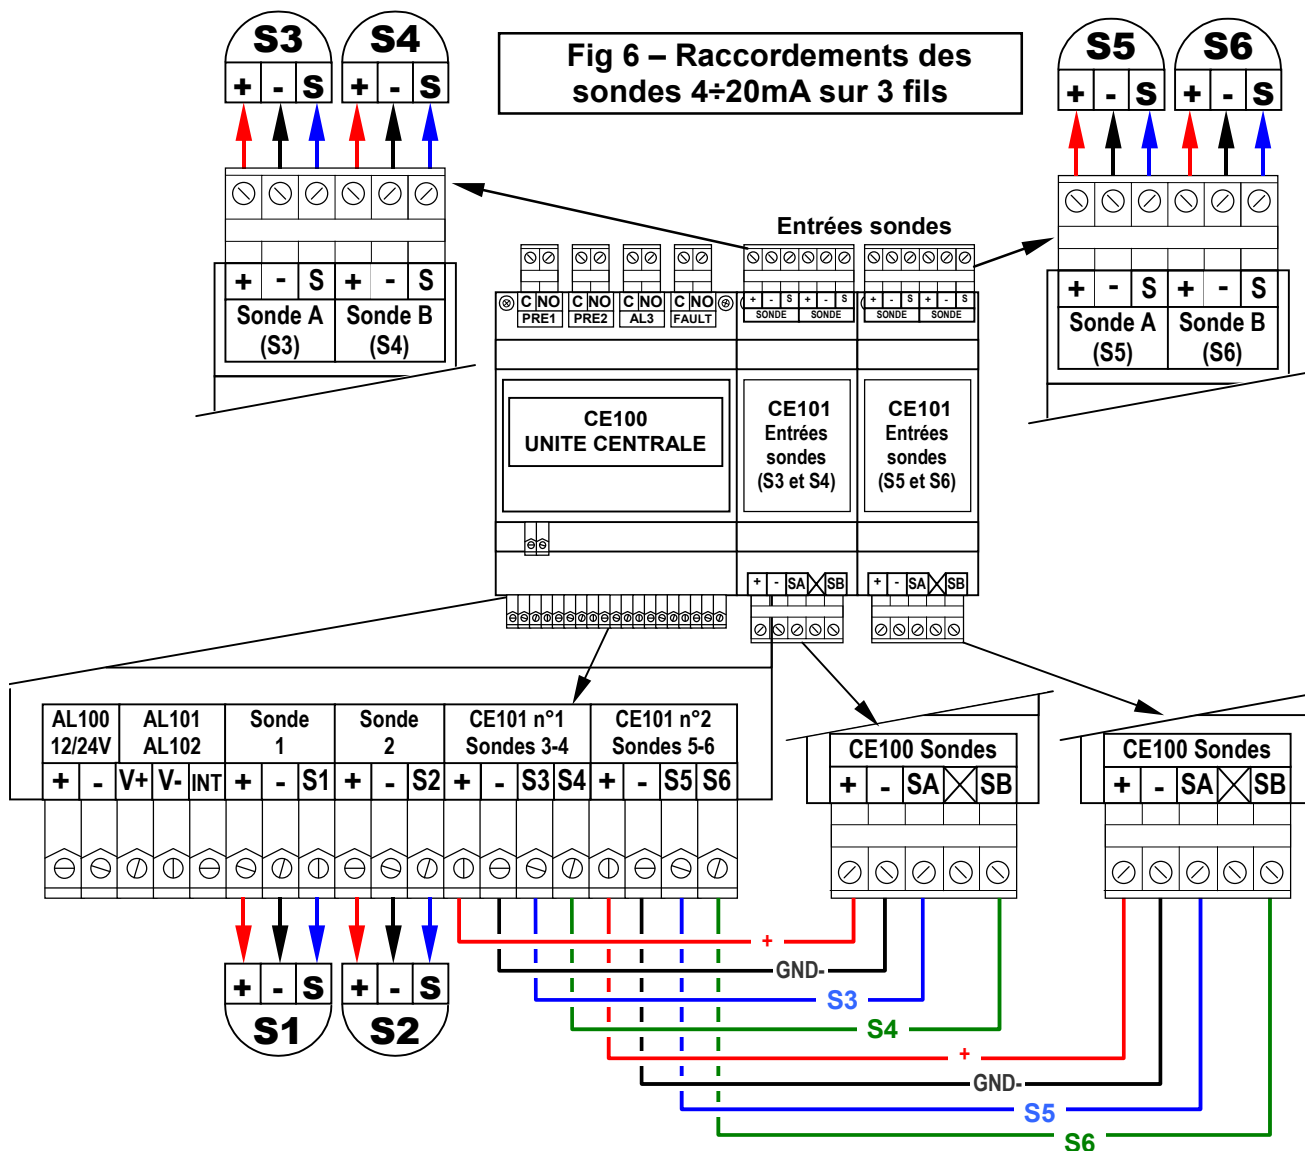 S3 S4
+ - S + - S
Fig 6 – Raccordements des
sondes 4÷20mA sur 3 fils
S5 S6
+ - S + - S
+ - S + - S
Sonde A
(S3)
Sonde B
(S4)
Entrées sondes
+ - S + - S
Sonde A
(S5)
Sonde B
(S6)
C NO C NO C NO C NO
PRE1 PRE2 AL3 FAULT
+ - S + - S
SONDE SONDE
+ - S + - S
SONDE SONDE
CE100
UNITE CENTRALE
CE101
Entrées
sondes
(S3 et S4)
CE101
Entrées
sondes
(S5 et S6)
+ - SA SB
+ - SA SB
AL100
12/24V
AL101
AL102
Sonde
1
Sonde
2
CE101 n°1
Sondes 3-4
CE101 n°2
Sondes 5-6
+ - V+ V- INT + - S1 + - S2 + - S3 S4 + - S5 S6
CE100 Sondes
+ - SA SB
CE100 Sondes
+ - SA SB
+ - S + - S
S1 S2
+
GND-
S3
S4
+
GND-
S5
S6